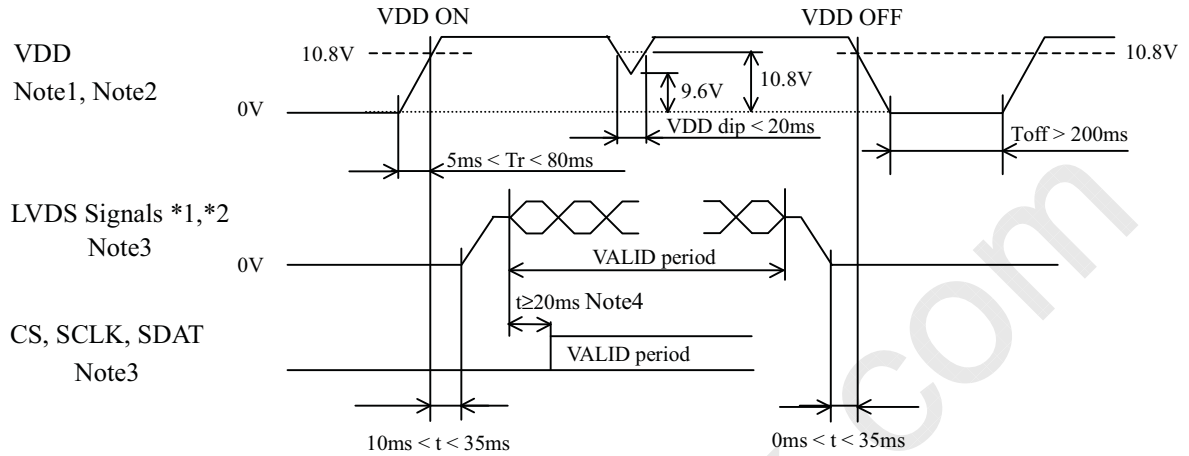 VDD ON
VDD OFF
VDD
Note1, Note2
10.8V
10.8V
10.8V
9.6V
0V
VDD dip < 20ms
Toff > 200ms
5ms < Tr < 80ms
LVDS Signals *1,*2
Note3
0V
VALID period
t≥20ms Note4
CS, SCLK, SDAT
Note3
VALID period
10ms < t < 35ms
0ms < t < 35ms
com